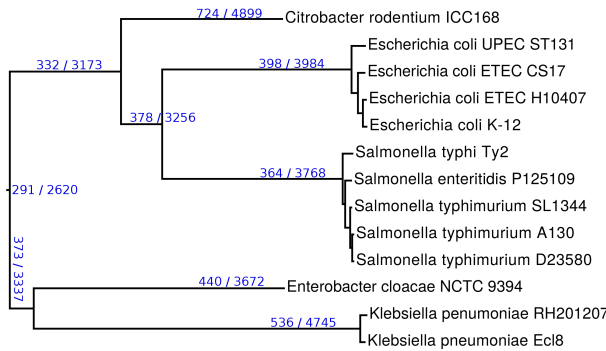 724 / 4899
Citrobacter rodentium ICC168
Escherichia coli UPEC ST131
332 / 3173
398 / 3984
Escherichia coli ETEC CS17
Escherichia coli ETEC H10407
378 / 3256
Escherichia coli K-12
Salmonella typhi Ty2
364 / 3768
Salmonella enteritidis P125109
291 / 2620
Salmonella typhimurium SL1344
Salmonella typhimurium A130
373 / 3337
Salmonella typhimurium D23580
440 / 3672
Enterobacter cloacae NCTC 9394
Klebsiella penumoniae RH201207
536 / 4745
Klebsiella pneumoniae Ecl8